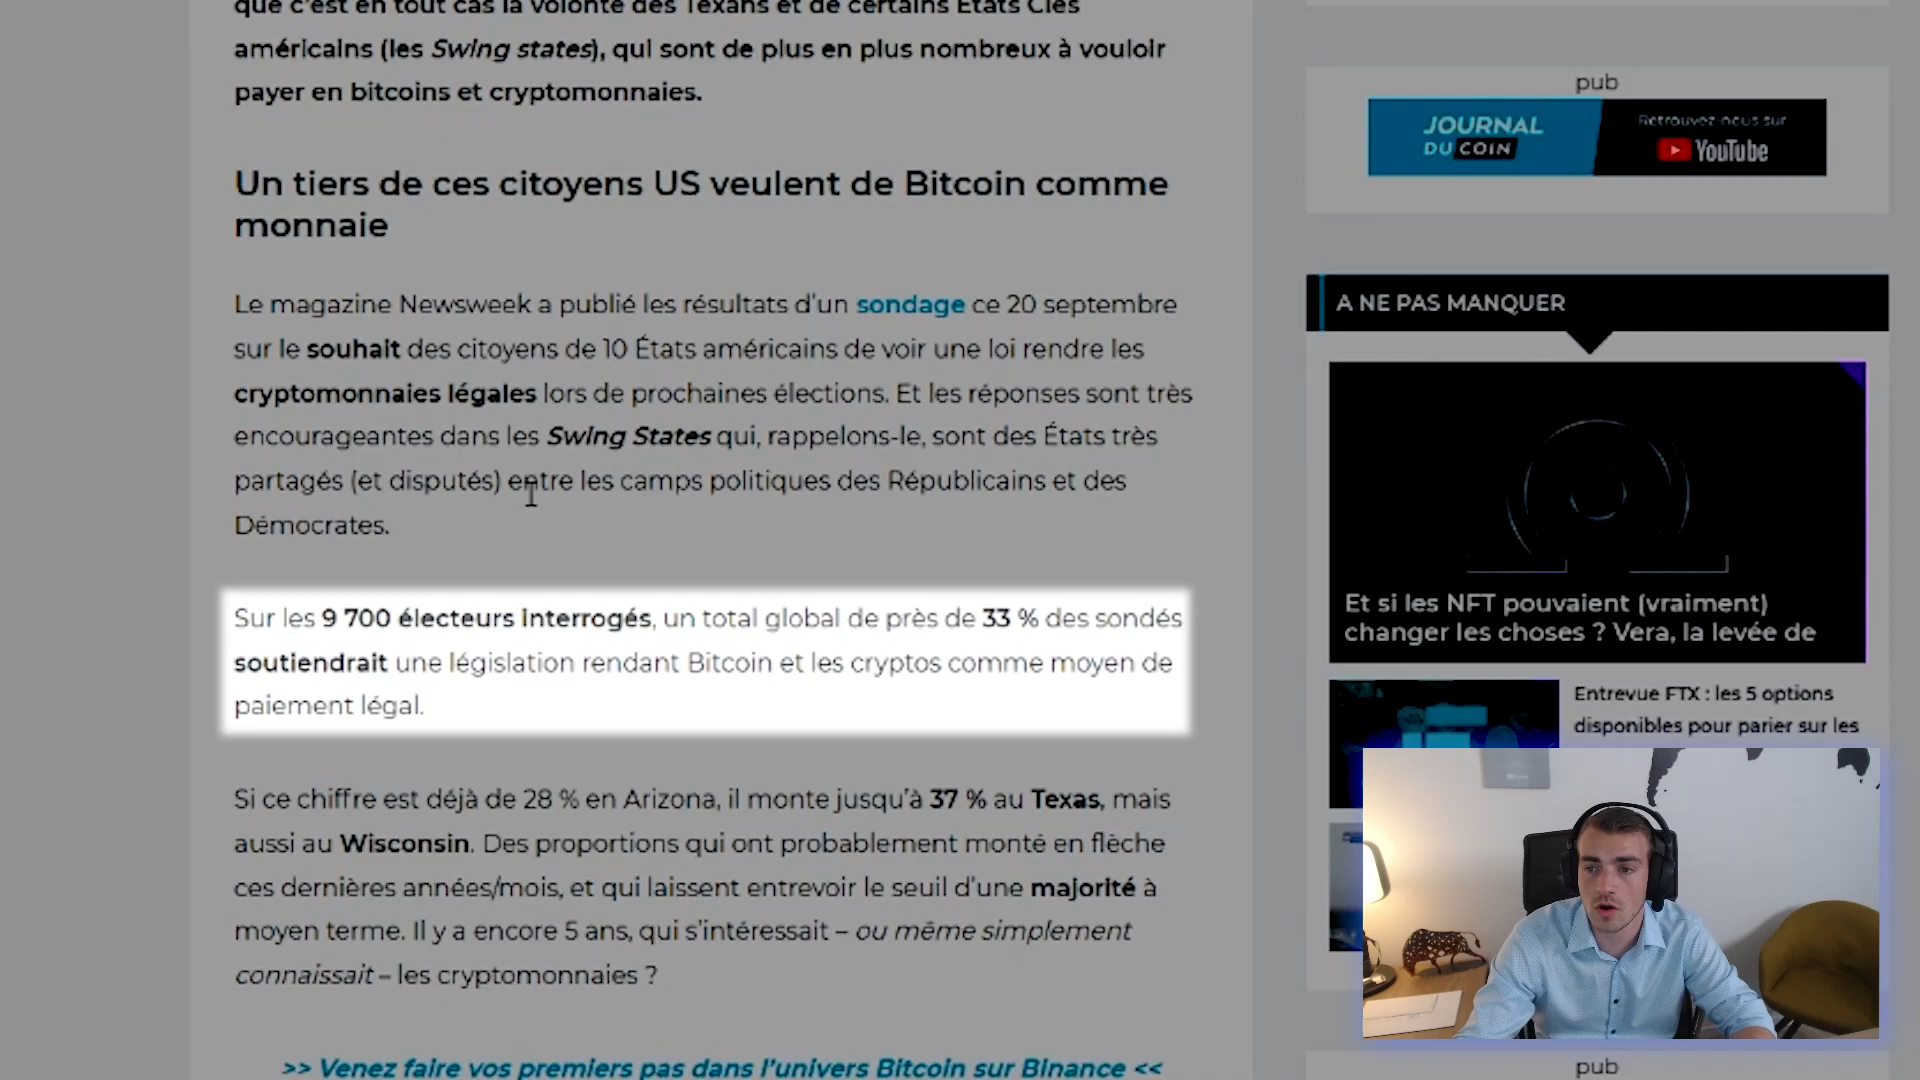 que c'est en tout cas la volonté des Texans et de certains États Clés
américains (les Swing states), qui sont de plus en plus nombreux à vouloir
payer en bitcoins et cryptomonnaies.
Un tiers de ces citoyens US veulent de Bitcoin comme
monnaie
Le magazine Newsweek a publié les résultats d'un sondage ce 20 septembre
sur le souhait des citoyens de 10 États américains de voir une loi rendre les
cryptomonnaies légales lors de prochaines élections. Et les réponses sont très
encourageantes dans les Swing States qui, rappelons-le, sont des États très
partagés (et disputés) entre les camps politiques des Républicains et des
Démocrates.
Sur les 9 700 électeurs interrogés, un total global de près de 33 % des sondés
soutiendrait une législation rendant Bitcoin et les cryptos comme moyen de
paiement légal.
Si ce chiffre est déjà de 28 % en Arizona, il monte jusqu'à 37 % au Texas, mais
aussi au Wisconsin. Des proportions qui ont probablement monté en flèche
ces dernières années/mois, et qui laissent entrevoir le seuil d'une majorité à
moyen terme. Il y a encore 5 ans, qui s'intéressait – ou même simplement
connaissait – les cryptomonnaies ?
>> Venez faire vos premiers pas dans l'univers Bitcoin sur Binance <<
pub
JOURNAL
DU COIN
Retrouvez-nous sur
YouTube
A NE PAS MANQUER
Et si les NFT pouvaient (vraiment)
changer les choses ? Vera, la levée de
Entrevue FTX : les 5 options
disponibles pour parier sur les
pub